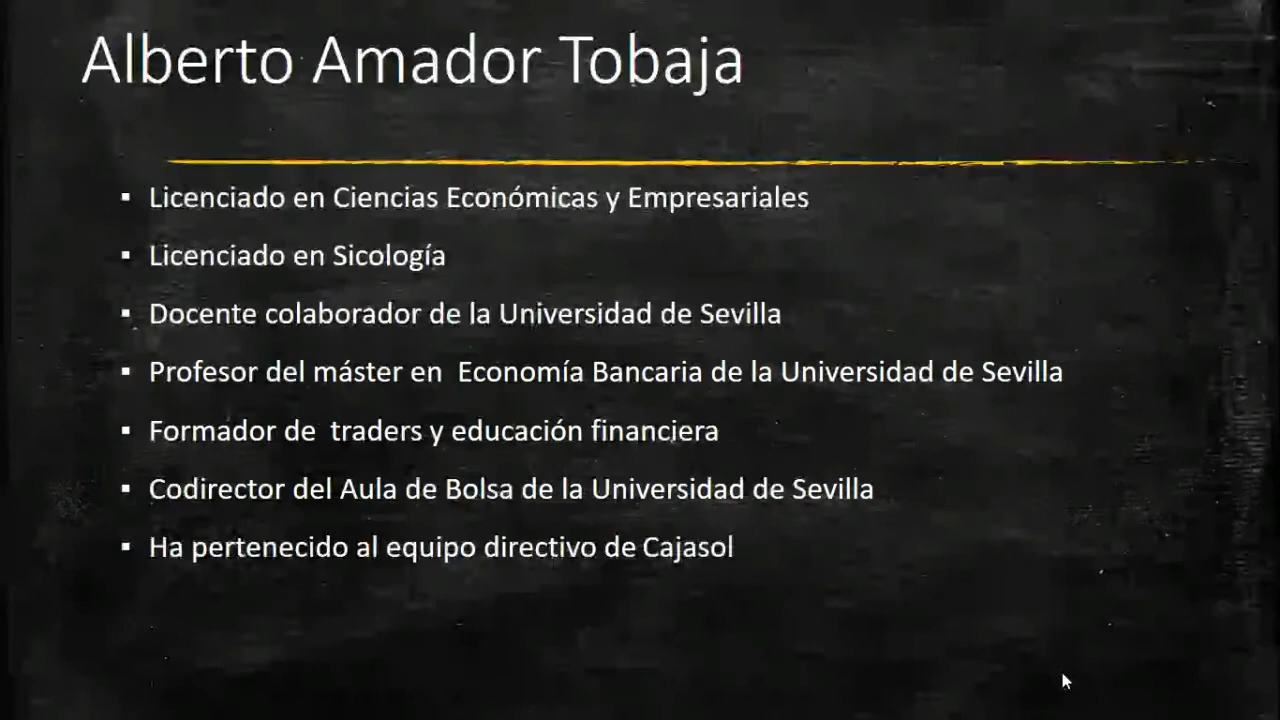 Alberto Amador Tobaja
▪ Licenciado en Ciencias Económicas y Empresariales
▪ Licenciado en Sicología
▪ Docente colaborador de la Universidad de Sevilla
▪ Profesor del máster en  Economía Bancaria de la Universidad de Sevilla
▪ Formador de  traders y educación financiera
▪ Codirector del Aula de Bolsa de la Universidad de Sevilla
▪ Ha pertenecido al equipo directivo de Cajasol